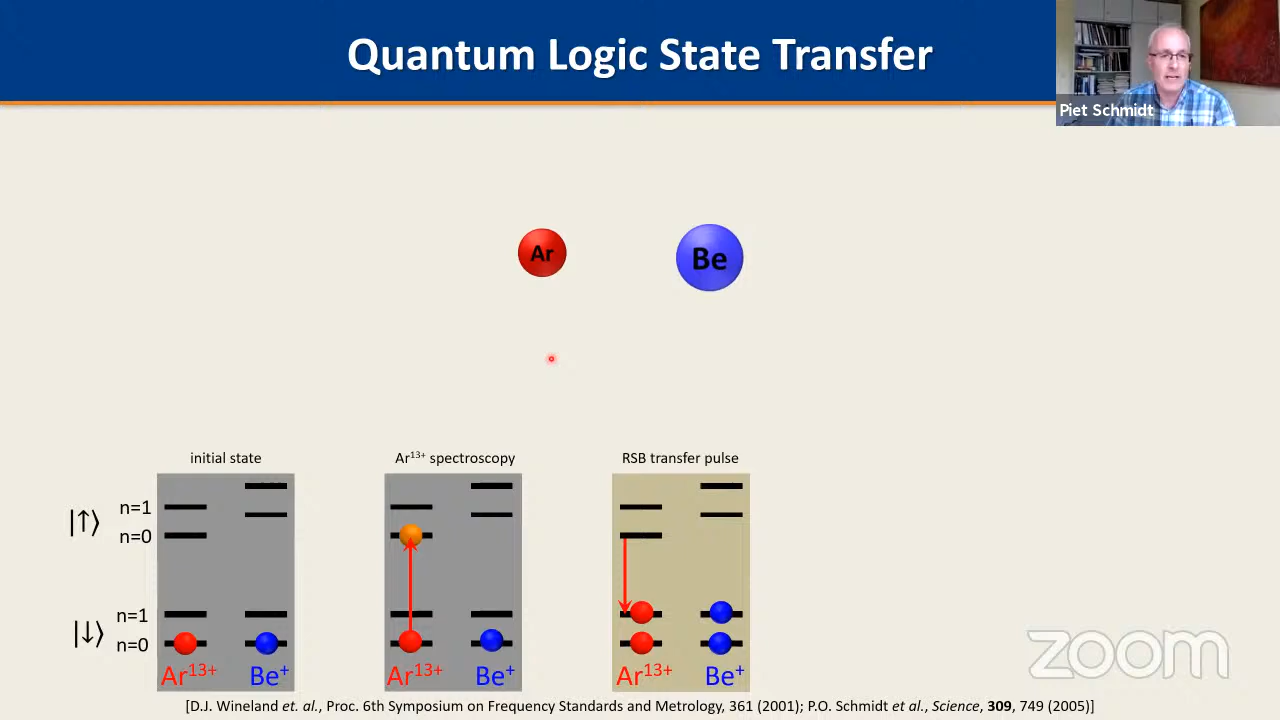 Quantum Logic State Transfer
Piet Schmidt
Ar
Be
initial state
Ar¹³⁺ spectroscopy
RSB transfer pulse
|↑⟩
n=1
n=0
|↓⟩
n=1
n=0
Ar¹³⁺ Be⁺
Ar¹³⁺ Be⁺
Ar¹³⁺ Be⁺
zoom
[D.J. Wineland et. al., Proc. 6th Symposium on Frequency Standards and Metrology, 361 (2001); P.O. Schmidt et al., Science, 309, 749 (2005)]